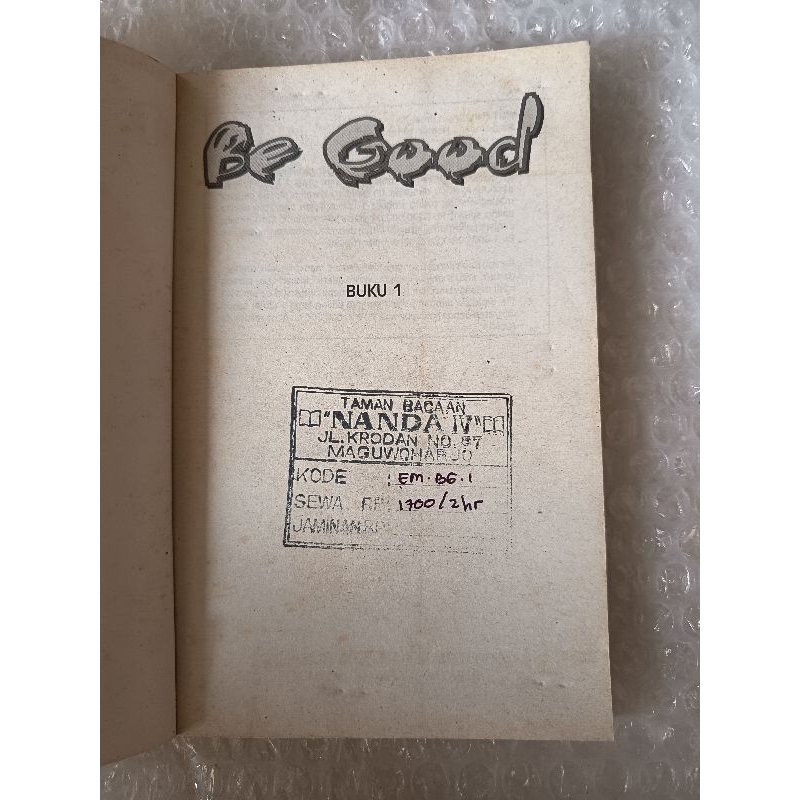 Be Good
BUKU 1
TAMAN BACAAN
"NANDA IV"
JL. KRODAN NO. 97
MAGUWOHARJO
KODE : EM. BG. 1
SEWA RP: 1700/2hr
JAMINAN RP